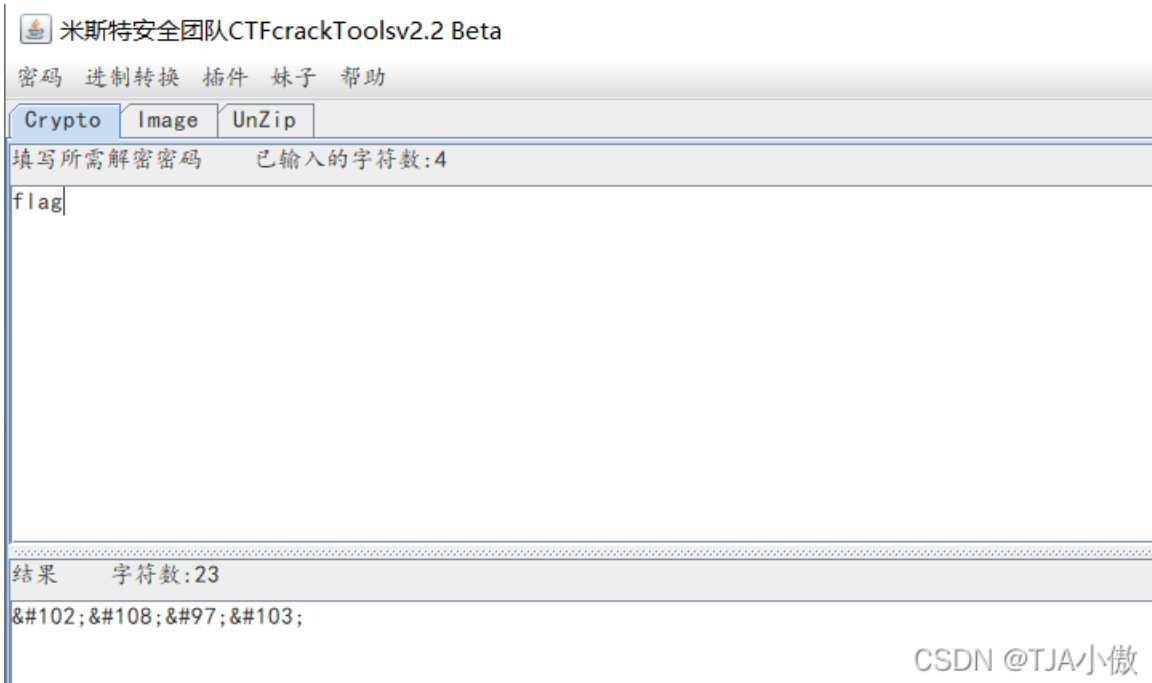 米斯特安全团队CTFcrackToolsv2.2 Beta
密码 进制转换 插件 妹子 帮助
Crypto Image UnZip
填写所需解密密码 已输入的字符数:4
flag
结果 字符数:23
&#102;&#108;&#97;&#103;
CSDN @TJA小傲